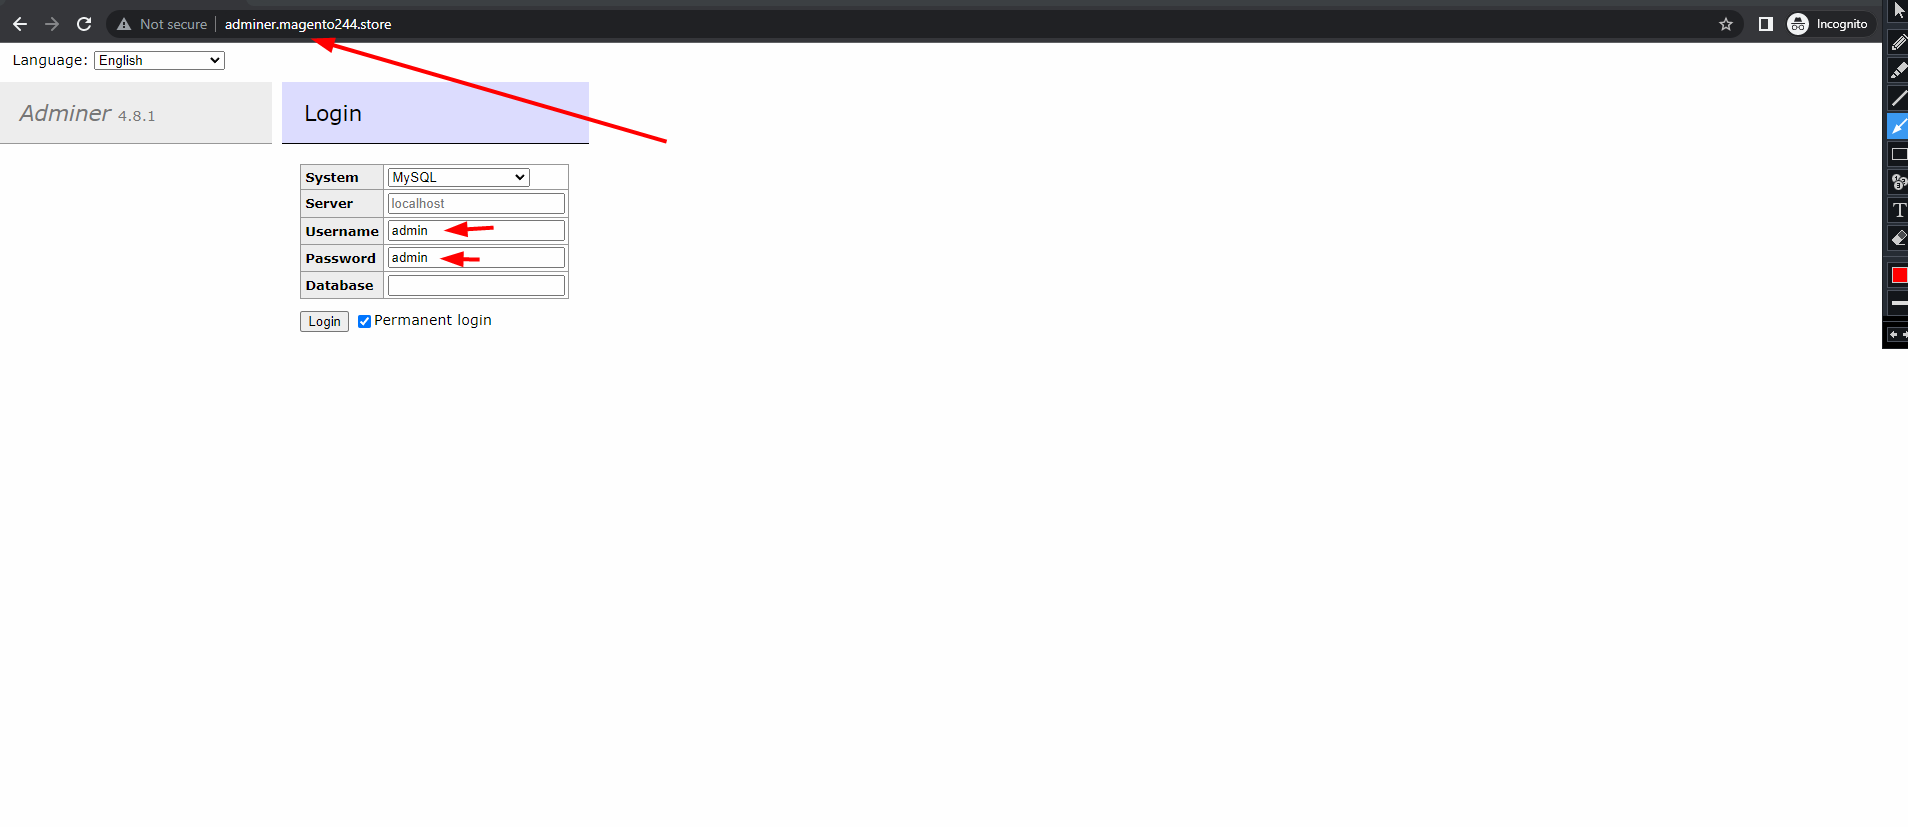 Not secure adminer.magento244.store Incognito
Language: English
Adminer 4.8.1
Login
System MySQL
Server localhost
Username admin
Password admin
Database
Login Permanent login
T